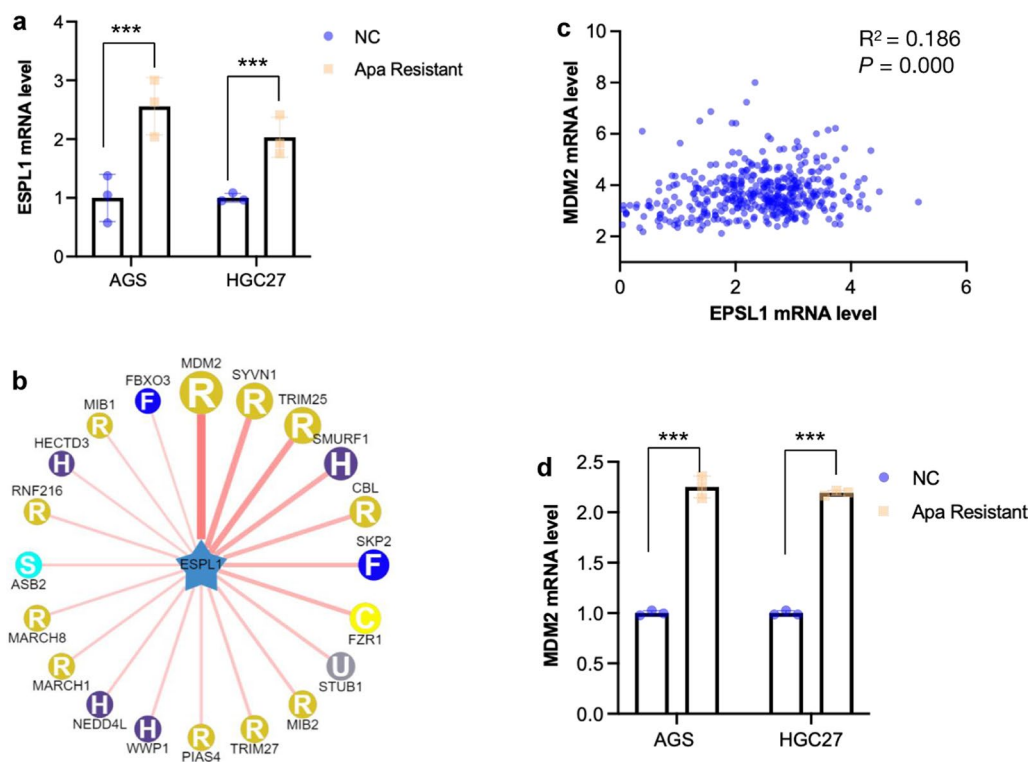 a
4
3
2
1
0
ESPL1 mRNA level
***
***
NC
Apa Resistant
AGS
HGC27
c
10
8
6
4
2
MDM2 mRNA level
R² = 0.186
P = 0.000
0
2
4
6
EPSL1 mRNA level
b
MDM2
R
SYVN1
R
TRIM25
R
SMURF1
H
CBL
R
SKP2
F
FZR1
C
STUB1
U
MIB2
R
TRIM27
R
PIAS4
R
WWP1
H
NEDD4L
H
MARCH1
R
MARCH8
R
ASB2
S
RNF216
R
HECTD3
H
MIB1
R
FBXO3
F
ESPL1
d
2.5
2.0
1.5
1.0
0.5
0.0
MDM2 mRNA level
***
***
NC
Apa Resistant
AGS
HGC27